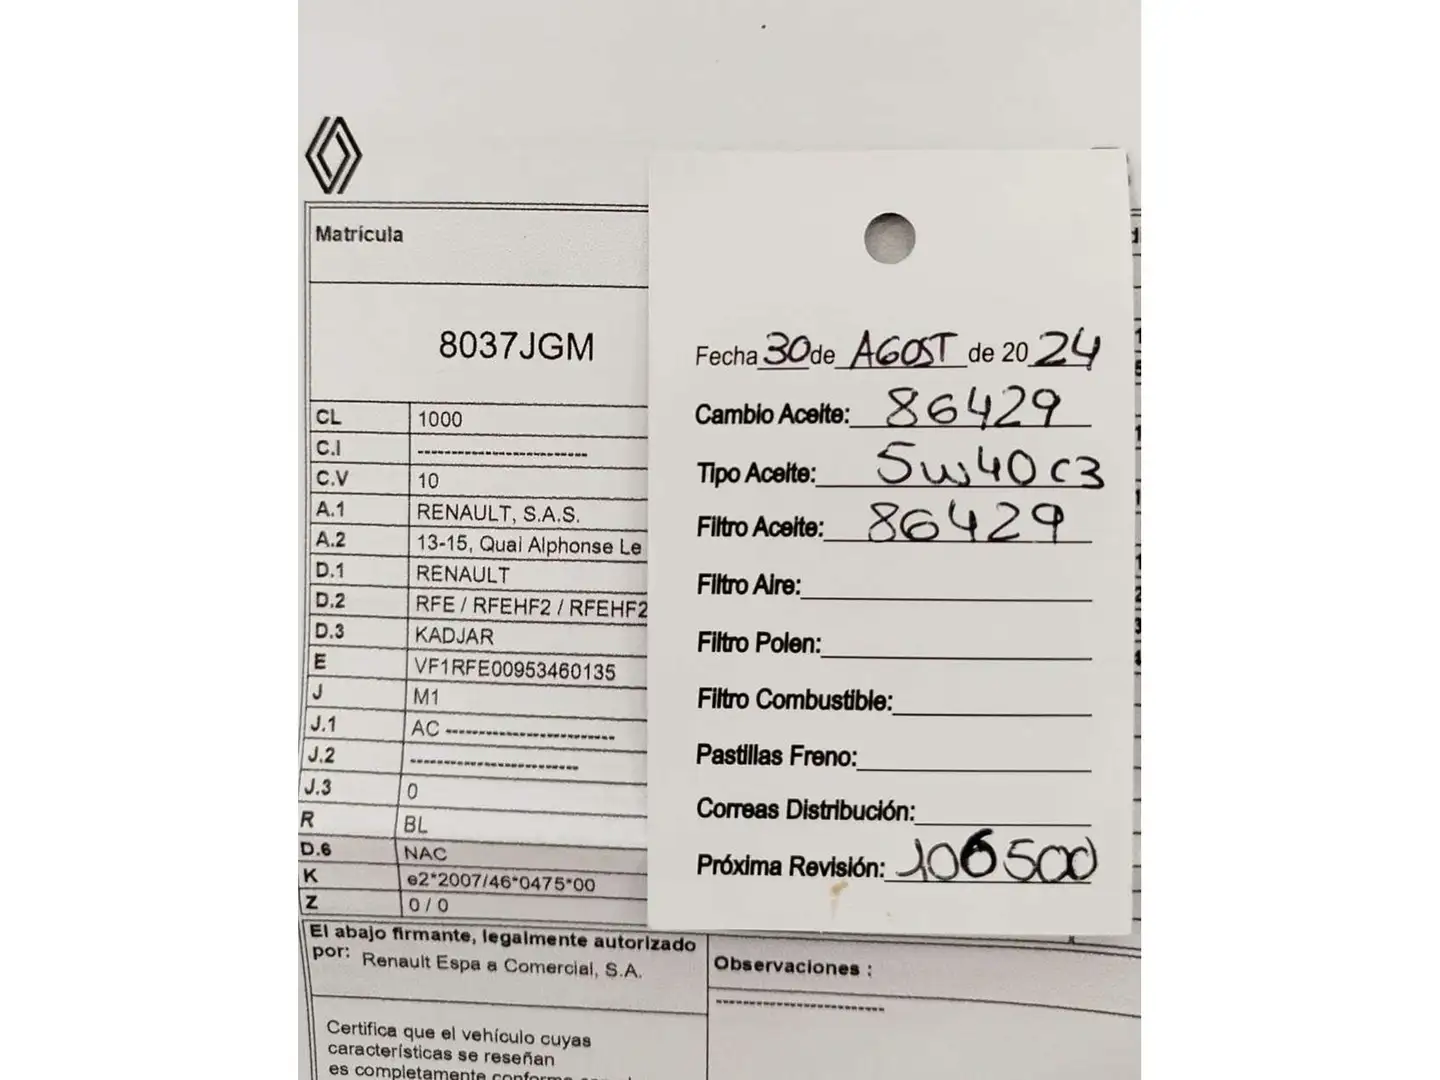 Matrícula
8037JGM
CL 1000
C.I -------------------------
C.V 10
A.1 RENAULT, S.A.S.
A.2 13-15, Quai Alphonse Le
D.1 RENAULT
D.2 RFE / RFEHF2 / RFEHF2
D.3 KADJAR
E VF1RFE00953460135
J M1
J.1 AC -------------------------
J.2 -------------------------
J.3 0
R BL
D.6 NAC
K e2*2007/46*0475*00
Z 0 / 0
El abajo firmante, legalmente autorizado
por: Renault Espa a Comercial, S.A.
Certifica que el vehículo cuyas
características se reseñan
es completamente
Observaciones :
-------------------------
Fecha 30 de AGOST de 2024
Cambio Aceite: 86429
Tipo Aceite: 5w40 c3
Filtro Aceite: 86429
Filtro Aire:
Filtro Polen:
Filtro Combustible:
Pastillas Freno:
Correas Distribución:
Próxima Revisión: 106500